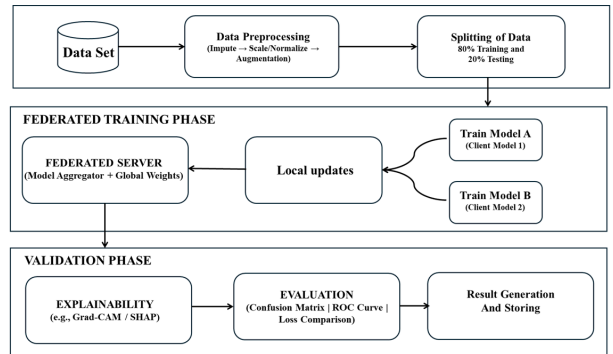 Data Set
Data Preprocessing
(Impute → Scale/Normalize →
Augmentation)
Splitting of Data
80% Training and
20% Testing
FEDERATED TRAINING PHASE
FEDERATED SERVER
(Model Aggregator + Global Weights)
Local updates
Train Model A
(Client Model 1)
Train Model B
(Client Model 2)
VALIDATION PHASE
EXPLAINABILITY
(e.g., Grad-CAM / SHAP)
EVALUATION
(Confusion Matrix | ROC Curve |
Loss Comparison)
Result Generation
And Storing